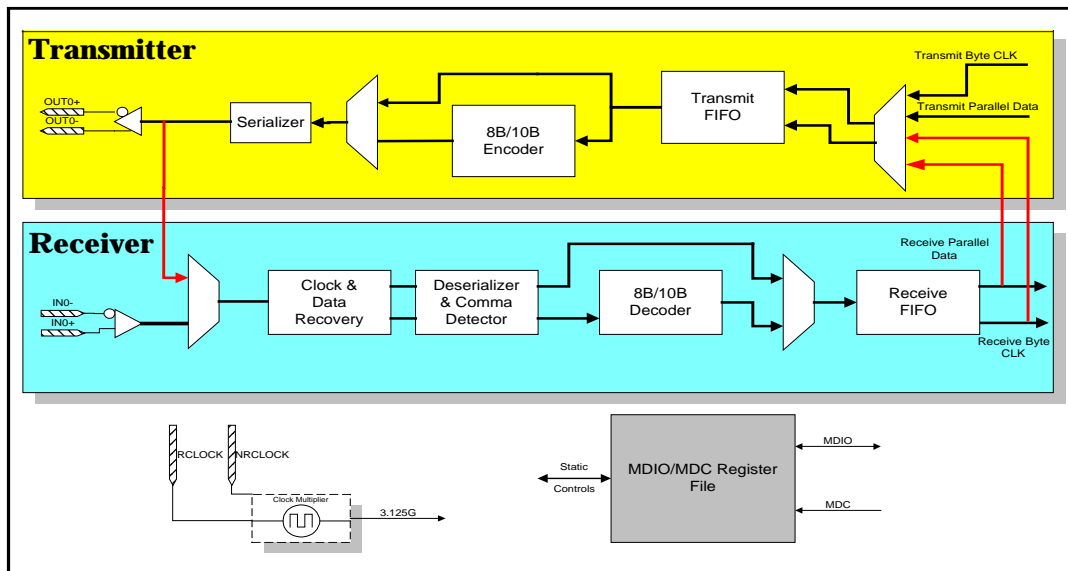 Transmitter
Transmit Byte CLK
Transmit Parallel Data
OUT0+
OUT0-
Serializer
8B/10B
Encoder
Transmit
FIFO
Receiver
Receive Parallel
Data
IN0-
IN0+
Clock &
Data
Recovery
Deserializer
& Comma
Detector
8B/10B
Decoder
Receive
FIFO
Receive Byte
CLK
RCLOCK
NRCLOCK
Clock Multiplier
3.125G
Static
Controls
MDIO/MDC Register
File
MDIO
MDC